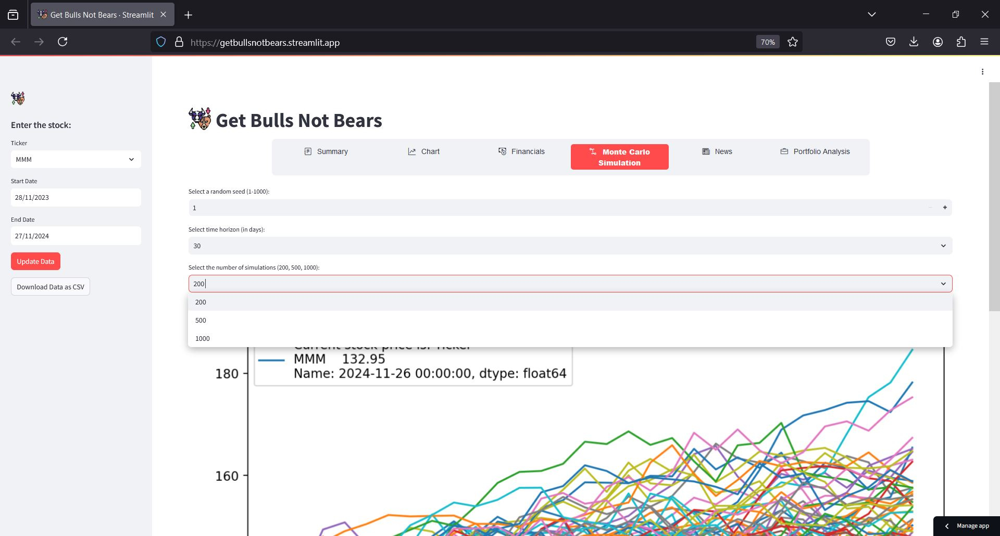 Get Bulls Not Bears · Streamlit
https://getbullsnotbears.streamlit.app
70%
Enter the stock:
Ticker
MMM
Start Date
28/11/2023
End Date
27/11/2024
Update Data
Download Data as CSV
Get Bulls Not Bears
Summary
Chart
Financials
Monte Carlo
Simulation
News
Portfolio Analysis
Select a random seed (1-1000):
1
Select time horizon (in days):
30
Select the number of simulations (200, 500, 1000):
200
200
500
1000
Current stock price is: Ticker
MMM 132.95
Name: 2024-11-26 00:00:00, dtype: float64
180
160
Manage app